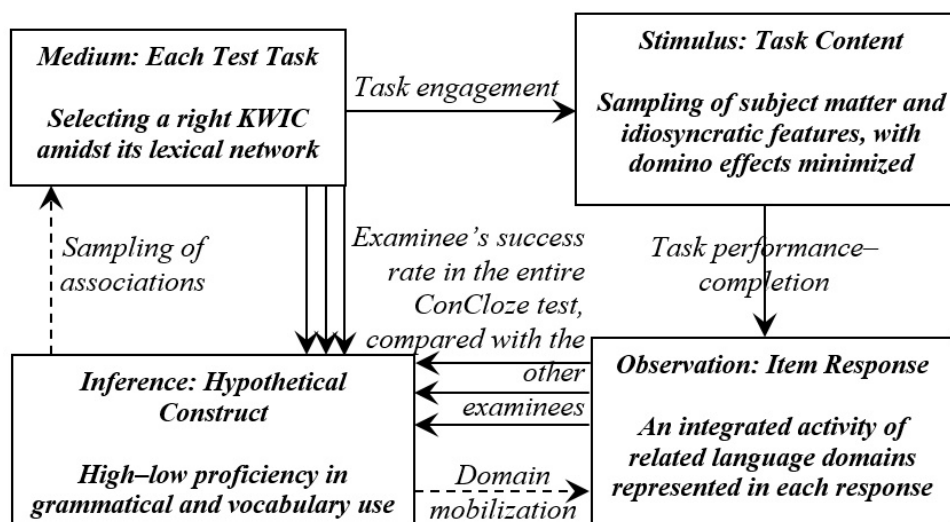 Medium: Each Test Task
Selecting a right KWIC
amidst its lexical network
Task engagement
Stimulus: Task Content
Sampling of subject matter and
idiosyncratic features, with
domino effects minimized
Sampling of
associations
Examinee's success
rate in the entire
ConCloze test,
compared with the
other
examinees
Task performance–
completion
Inference: Hypothetical
Construct
High–low proficiency in
grammatical and vocabulary use
Domain
mobilization
Observation: Item Response
An integrated activity of
related language domains
represented in each response